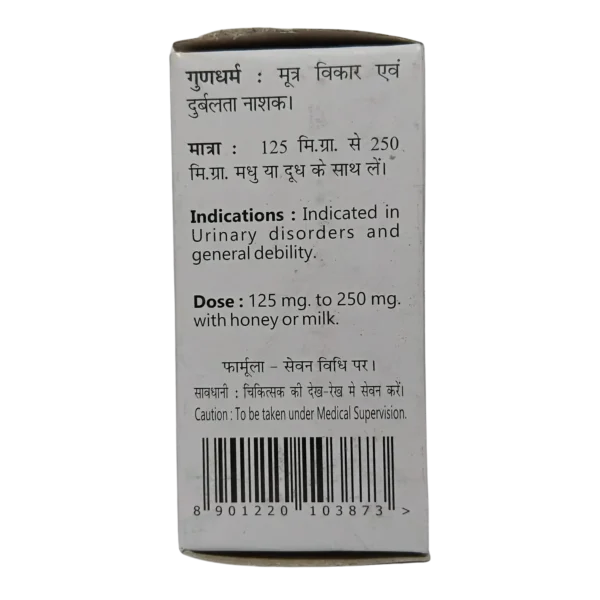 गुणधर्म : मूत्र विकार एवं
दुर्बलता नाशक।
मात्रा : 125 मि.ग्रा. से 250
मि.ग्रा. मधु या दूध के साथ लें।
Indications : Indicated in
Urinary disorders and
general debility.
Dose : 125 mg. to 250 mg.
with honey or milk.
फार्मूला – सेवन विधि पर।
सावधानी : चिकित्सक की देख-रेख मे सेवन करें।
Caution : To be taken under Medical Supervision.
8 901220 103873 >